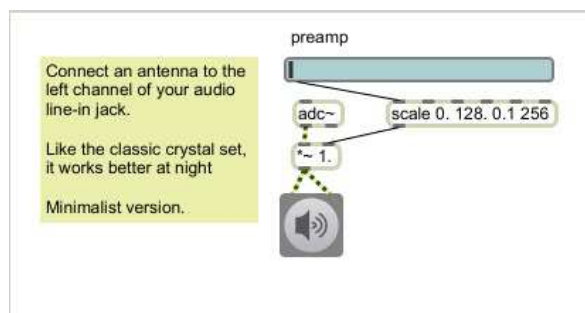 preamp
Connect an antenna to the
left channel of your audio
line-in jack.
Like the classic crystal set,
it works better at night
Minimalist version.
adc~
scale 0. 128. 0.1 256
*~ 1.